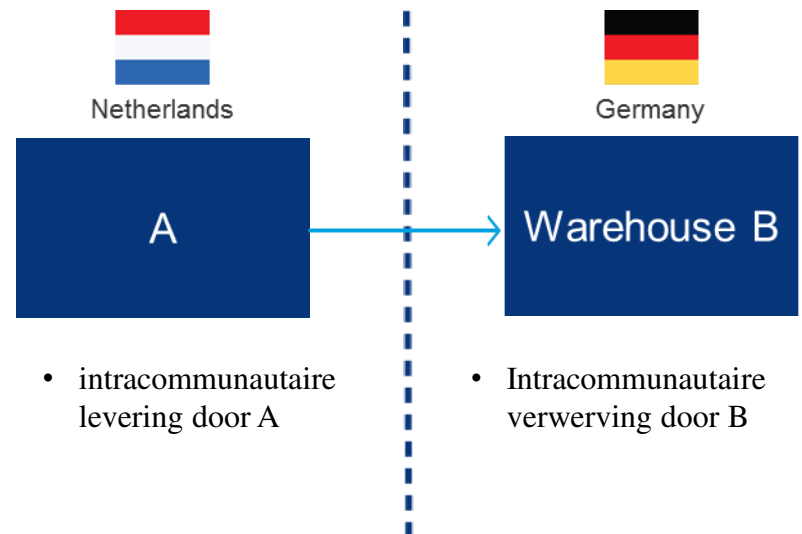 Netherlands
Germany
A
Warehouse B
• intracommunautaire
levering door A
• Intracommunautaire
verwerving door B